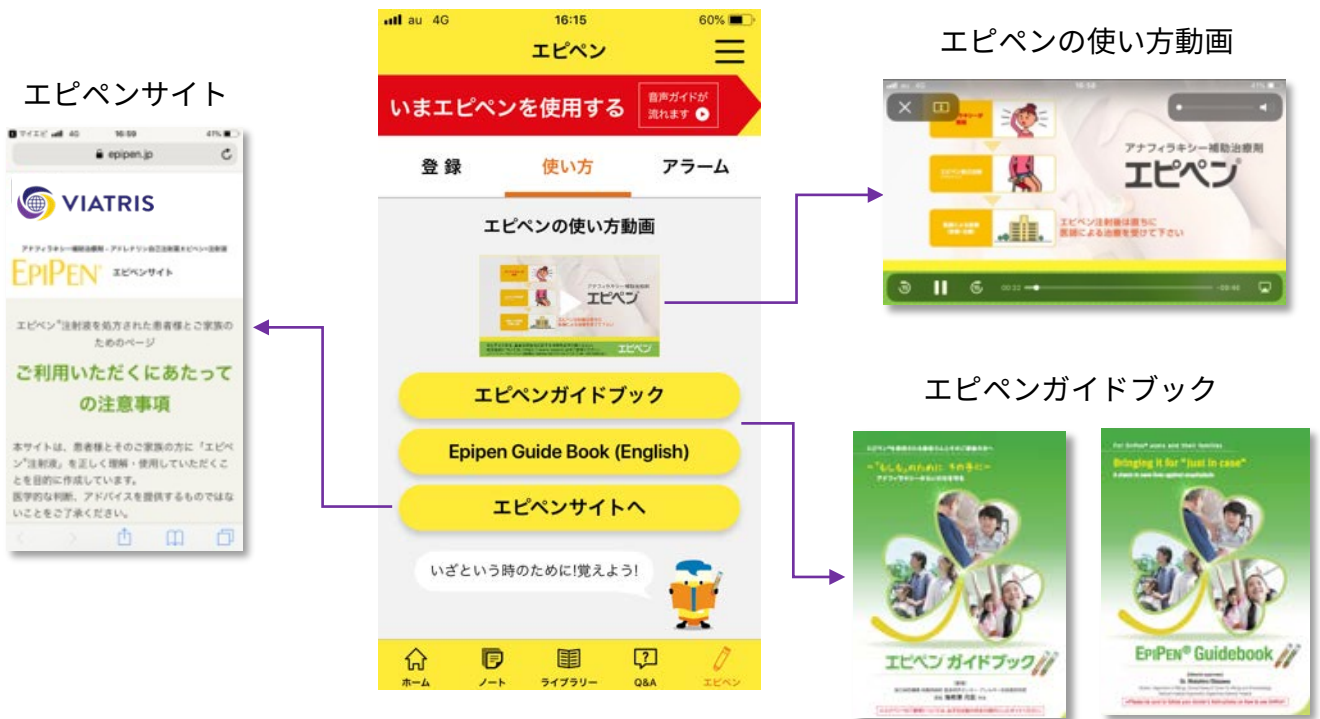 エピペンサイト
16:59
41%
epipen.jp
VIATRIS
EPIPEN エピペンサイト
エピペン®注射液を処方された患者様とご家族の
ためのページ
ご利用いただくにあたって
の注意事項
本サイトは、患者様とそのご家族の方に「エピペ
ン®注射液」を正しく理解・使用していただくこ
とを目的に作成しています。
医学的な判断、アドバイスを提供するものではな
いことをご了承ください。
au 4G 16:15 60%
エピペン
いまエピペンを使用する
音声ガイドが
流れます
登 録 使い方 アラーム
エピペンの使い方動画
エピペン
エピペン
エピペンガイドブック
Epipen Guide Book (English)
エピペンサイトへ
いざという時のために!覚えよう!
ホーム ノート ライブラリー Q&A エピペン
エピペンの使い方動画
アナフィラキシー補助治療剤
エピペン®
エピペン注射後は直ちに
医師による治療を受けて下さい
エピペンガイドブック
エピペンガイドブック
For EpiPen® users and their families
Bringing it for "just in case"
EPIPEN® Guidebook